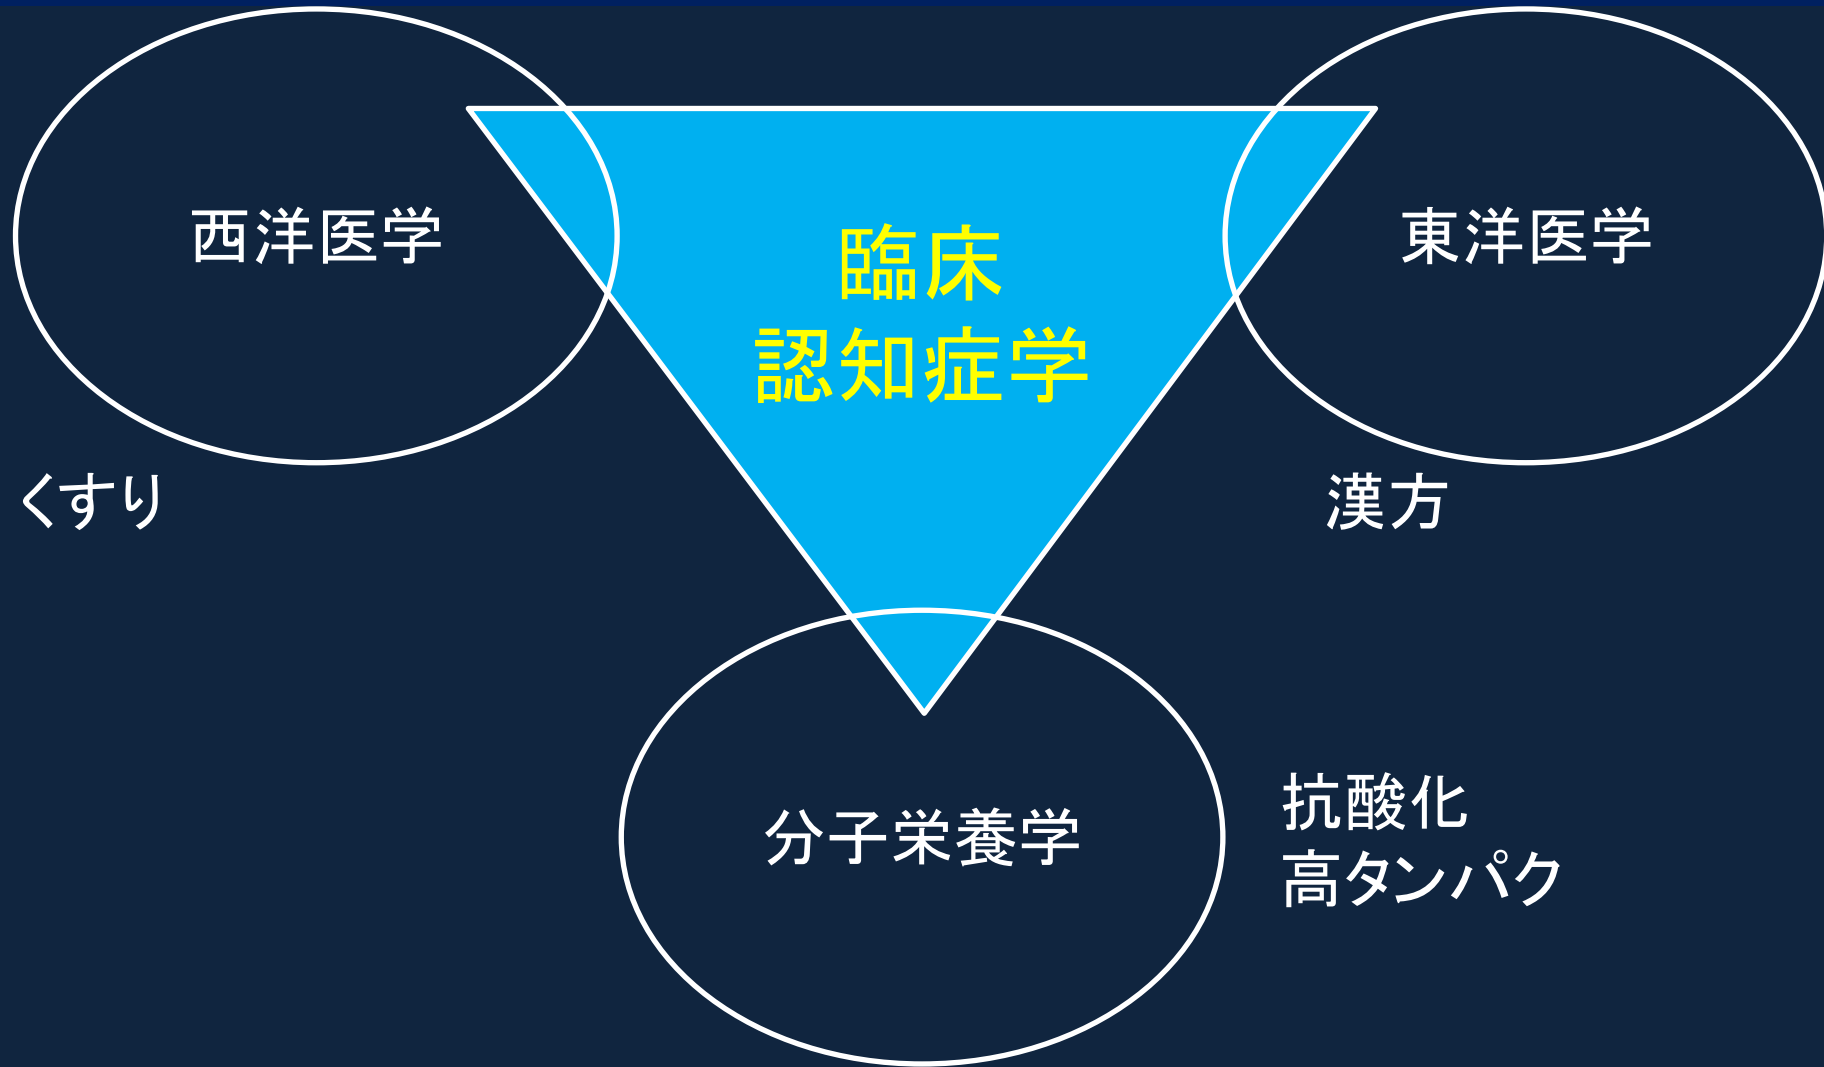 西洋医学
東洋医学
臨床
認知症学
くすり
漢方
分子栄養学
抗酸化
高タンパク